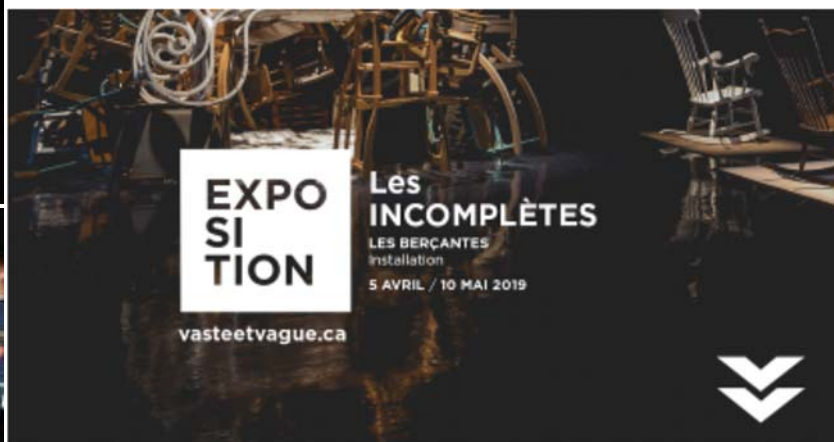 EXPO
SI
TION
Les
INCOMPLÈTES
LES BERÇANTES
Installation
5 AVRIL / 10 MAI 2019
vasteetvague.ca